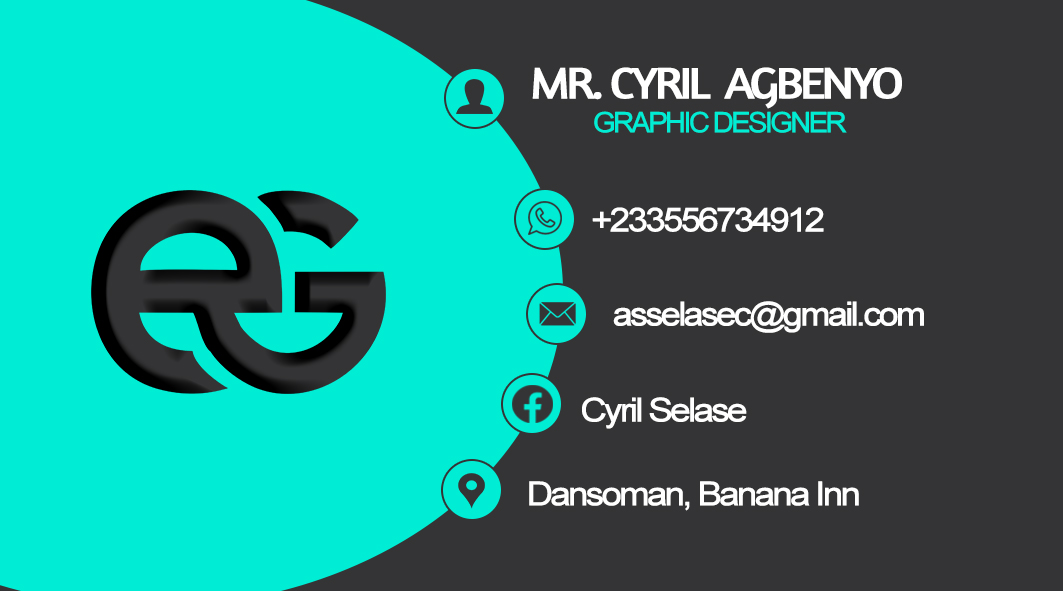 MR. CYRIL AGBENYO
GRAPHIC DESIGNER
+233556734912
asselasec@gmail.com
Cyril Selase
Dansoman, Banana Inn